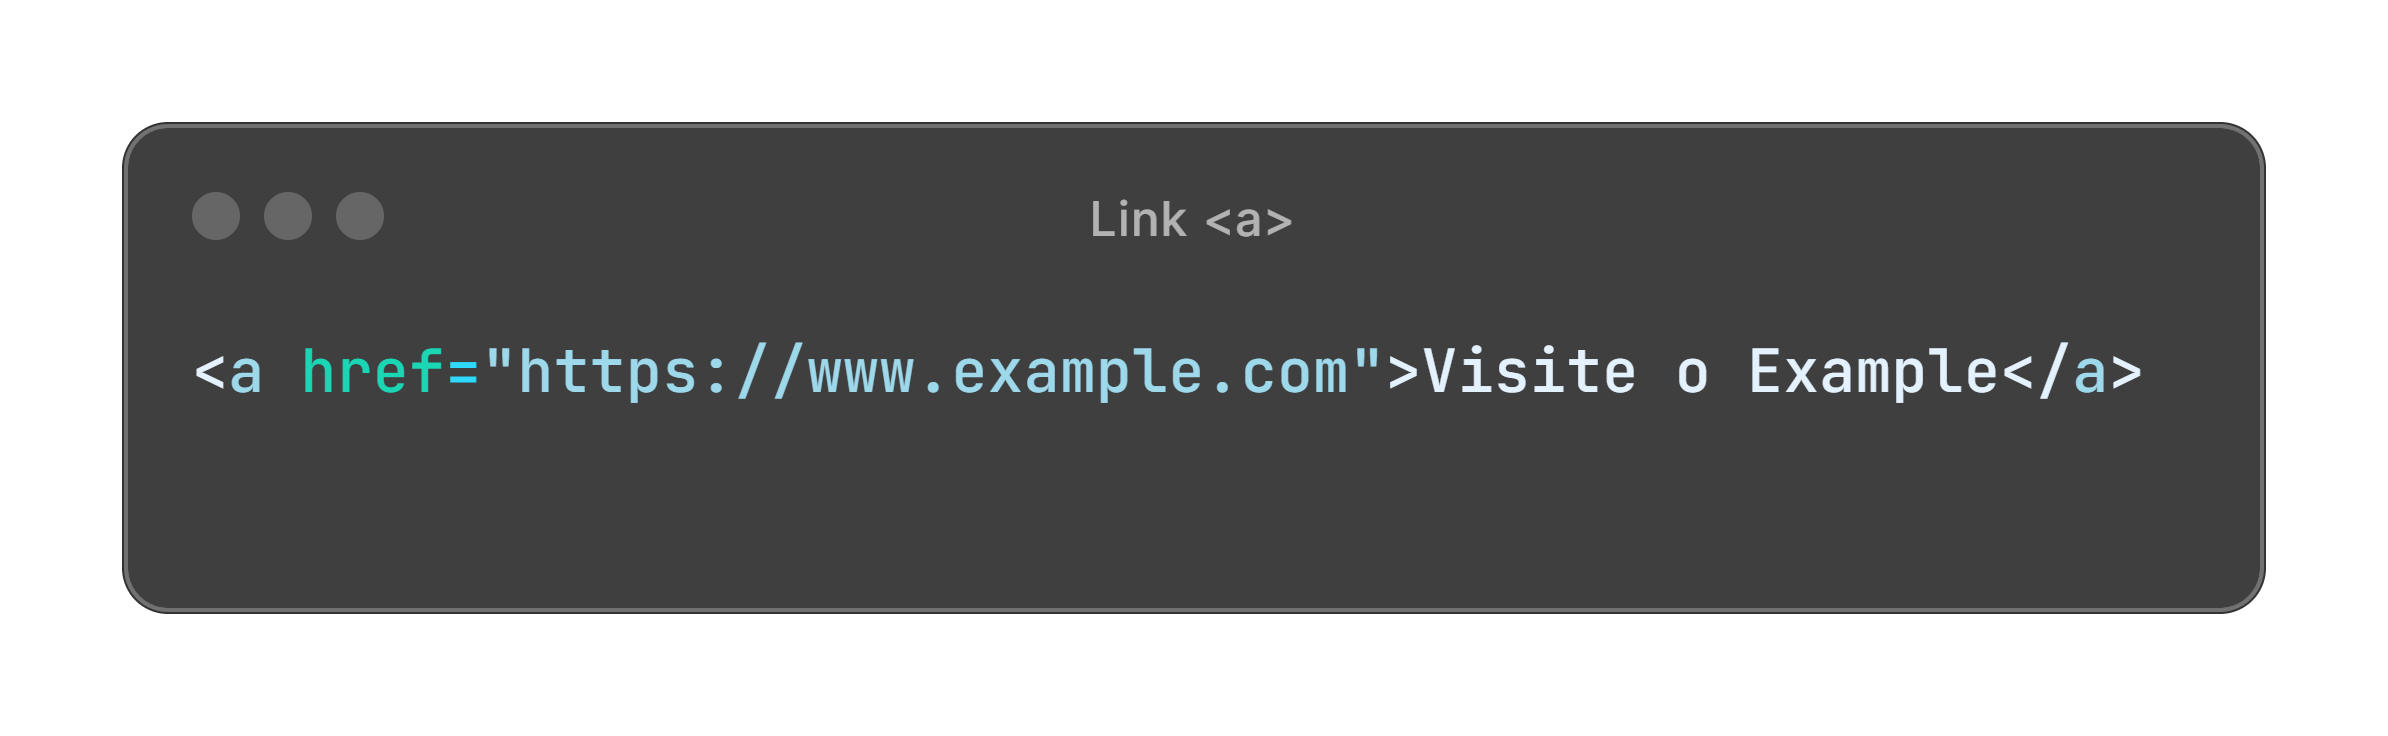 Link <a>
<a href="https://www.example.com">Visite o Example</a>